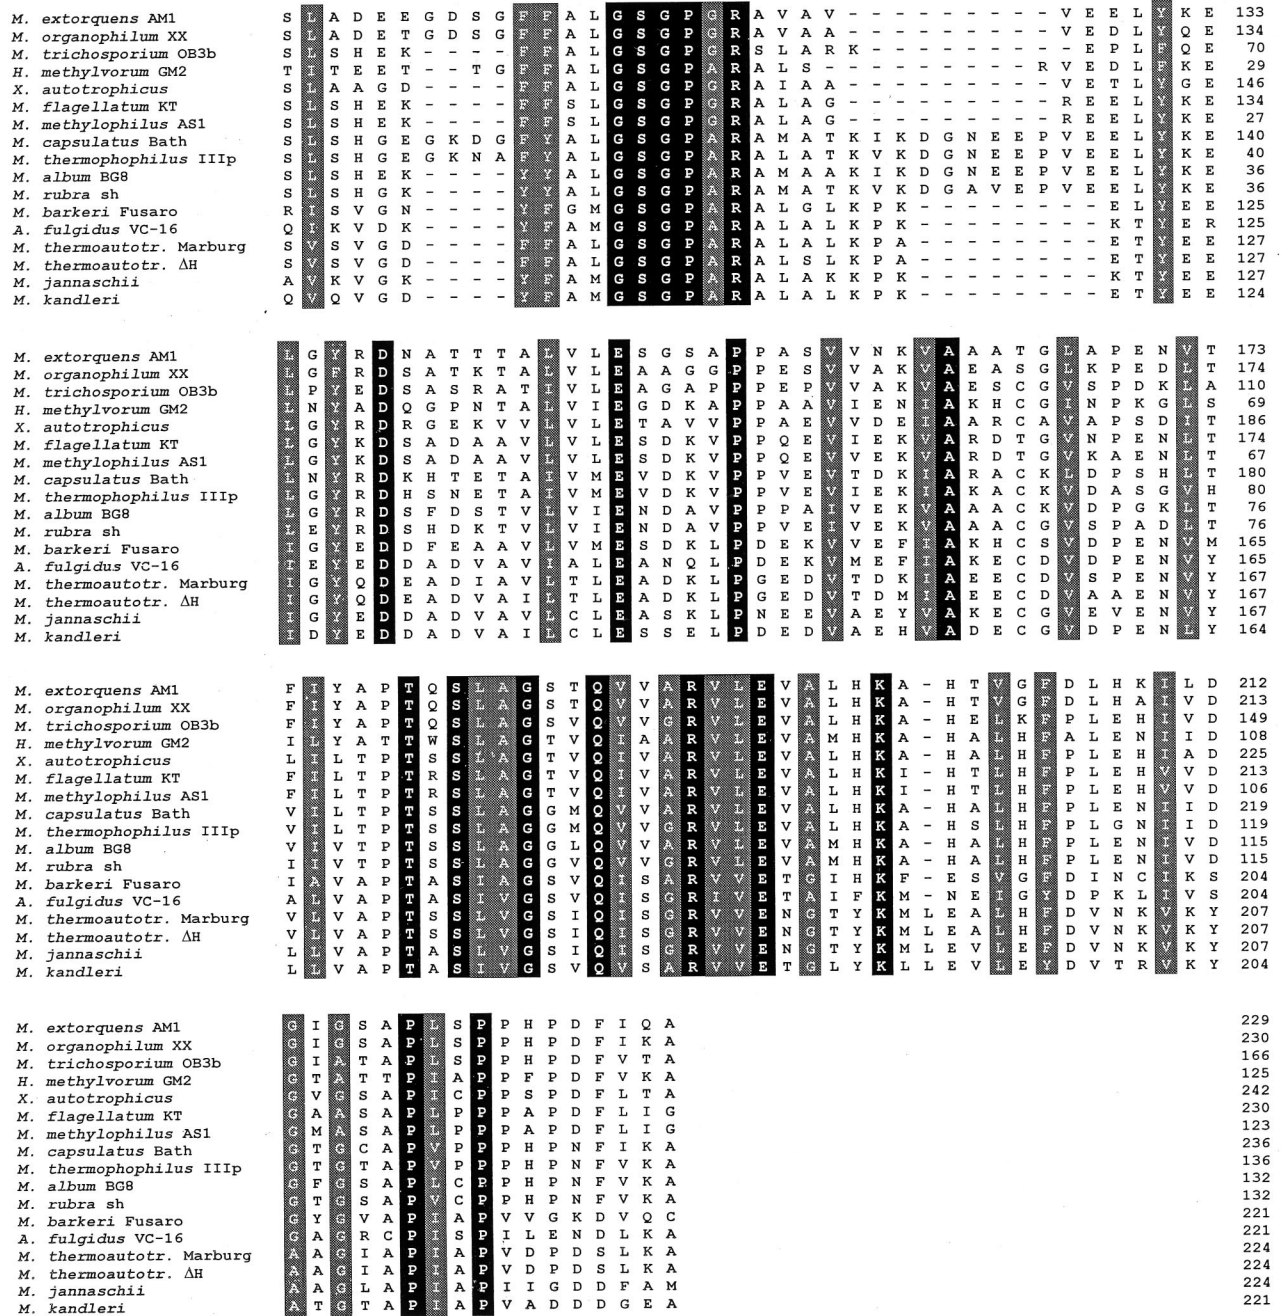 M. extorquens AM1 S L A D E E G D S G F F A L G S G P G R A V A V - - - - - - - - - V E E L Y K E 133
M. organophilum XX S L A D E T G D S G F F A L G S G P G R A V A A - - - - - - - - - V E D L Y Q E 134
M. trichosporium OB3b S L S H E K - - - - F F A L G S G P G R S L A R K - - - - - - - - - E P L F Q E 70
H. methylvorum GM2 T I T E E T - - T G F F A L G S G P A R A L S - - - - - - - - - R V E D L F K E 29
X. autotrophicus S L A A G D - - - - F F A L G S G P G R A I A A - - - - - - - - - V E T L Y G E 146
M. flagellatum KT S L S H E K - - - - F F S L G S G P G R A L A G - - - - - - - - - R E E L Y K E 134
M. methylophilus AS1 S L S H E K - - - - F F S L G S G P G R A L A G - - - - - - - - - R E E L Y K E 27
M. capsulatus Bath S L S H G E G K D G F Y A L G S G P A R A M A T K I K D G N E E P V E E L Y K E 140
M. thermophophilus IIIp S L S H G E G K N A F Y A L G S G P A R A L A T K V K D G N E E P V E E L Y K E 40
M. album BG8 S L S H E K - - - - Y Y A L G S G P A R A M A A K I K D G N E E P V E E L Y K E 36
M. rubra sh S L S H G K - - - - Y Y A L G S G P A R A M A T K V K D G A V E P V E E L Y K E 36
M. barkeri Fusaro R I S V G N - - - - Y F G M G S G P A R A L G L K P K - - - - - - - - E L Y E E 125
A. fulgidus VC-16 Q I K V D K - - - - Y F A M G S G P A R A L A L K P K - - - - - - - - K T Y E R 125
M. thermoautotr. Marburg S V S V G D - - - - F F A L G S G P A R A L A L K P A - - - - - - - - E T Y E E 127
M. thermoautotr. ΔH S V S V G D - - - - F F A L G S G P A R A L S L K P A - - - - - - - - E T Y E E 127
M. jannaschii A V K V G K - - - - Y F A M G S G P A R A L A K K P K - - - - - - - - K T Y E E 127
M. kandleri Q V Q V G D - - - - Y F A M G S G P A R A L A L K P K - - - - - - - - E T Y E E 124
M. extorquens AM1 L G Y R D N A T T T A L V L E S G S A P P A S V V N K V A A A T G L A P E N V T 173
M. organophilum XX L G F R D S A T K T A L V L E A A G G P P E S V V A K V A E A S G L K P E D L T 174
M. trichosporium OB3b L P Y E D S A S R A T I V L E A G A P P P E P V V A K V A E S C G V S P D K L A 110
H. methylvorum GM2 L N Y A D Q G P N T A L V I E G D K A P P A A V I E N I A K H C G I N P K G L S 69
X. autotrophicus L G Y R D R G E K V V L V L E T A V V P P A E V V D E I A A R C A V A P S D I T 186
M. flagellatum KT L G Y K D S A D A A V L V L E S D K V P P Q E V I E K V A R D T G V N P E N L T 174
M. methylophilus AS1 L G Y K D S A D A A V L V L E S D K V P P Q E V V E K V A R D T G V K A E N L T 67
M. capsulatus Bath L N Y R D K H T E T A I V M E V D K V P P V E V T D K I A R A C K L D P S H L T 180
M. thermophophilus IIIp L G Y R D H S N E T A I V M E V D K V P P V E V I E K I A K A C K V D A S G V H 80
M. album BG8 L G Y R D S F D S T V L V I E N D A V P P P A I V E K V A A A C K V D P G K L T 76
M. rubra sh L E Y R D S H D K T V L V I E N D A V P P V E I V E K V A A A C G V S P A D L T 76
M. barkeri Fusaro I G Y E D D F E A A V L V M E S D K L P D E K V V E F I A K H C S V D P E N V M 165
A. fulgidus VC-16 I E Y E D D A D V A V I A L E A N Q L P D E K V M E F I A K E C D V D P E N V Y 165
M. thermoautotr. Marburg I G Y Q D E A D I A V L T L E A D K L P G E D V T D K I A E E C D V S P E N V Y 167
M. thermoautotr. ΔH I G Y Q D E A D V A I L T L E A D K L P G E D V T D M I A E E C D V A A E N V Y 167
M. jannaschii I G Y E D D A D V A V L C L E A S K L P N E E V A E Y V A K E C G V E V E N V Y 167
M. kandleri I D Y E D D A D V A I L C L E S S E L P D E D V A E H V A D E C G V D P E N L Y 164
M. extorquens AM1 F I Y A P T Q S L A G S T Q V V A R V L E V A L H K A - H T V G F D L H K I L D 212
M. organophilum XX F I Y A P T Q S L A G S T Q V V A R V L E V A L H K A - H T V G F D L H A I V D 213
M. trichosporium OB3b F I Y A P T Q S L A G S V Q V V G R V L E V A L H K A - H E L K F P L E H I V D 149
H. methylvorum GM2 I L Y A T T W S L A G T V Q I A A R V L E V A M H K A - H A L H F A L E N I I D 108
X. autotrophicus L I L T P T S S L A G T V Q I V A R V L E V A L H K A - H A L H F P L E H I A D 225
M. flagellatum KT F I L T P T R S L A G T V Q I V A R V L E V A L H K I - H T L H F P L E H V V D 213
M. methylophilus AS1 F I L T P T R S L A G T V Q I V A R V L E V A L H K I - H T L H F P L E H V V D 106
M. capsulatus Bath V I L T P T S S L A G G M Q V V A R V L E V A L H K A - H A L H F P L E N I I D 219
M. thermophophilus IIIp V I L T P T S S L A G G M Q V V G R V L E V A L H K A - H S L H F P L G N I I D 119
M. album BG8 V I V T P T S S L A G G L Q V V G R V L E V A M H K A - H A L H F P L E N I V D 115
M. rubra sh I I V T P T S S L A G G V Q V V G R V L E V A M H K A - H A L H F P L E N I V D 115
M. barkeri Fusaro I A V A P T A S I A G S V Q I S A R V V E T G I H K F - E S V G F D I N C I K S 204
A. fulgidus VC-16 A L V A P T A S I V G S V Q I S G R I V E T A I F K M - N E I G Y D P K L I V S 204
M. thermoautotr. Marburg V L V A P T S S L V G S I Q I S G R V V E N G T Y K M L E A L H F D V N K V K Y 207
M. thermoautotr. ΔH V L V A P T S S L V G S I Q I S G R V V E N G T Y K M L E A L H F D V N K V K Y 207
M. jannaschii L L V A P T A S L V G S I Q I S G R V V E N G T Y K M L E V L E F D V N K V K Y 207
M. kandleri L L V A P T A S I V G S V Q V S A R V V E T G L Y K L L E V L E Y D V T R V K Y 204
M. extorquens AM1 G I G S A P L S P P H P D F I Q A 229
M. organophilum XX G I G S A P L S P P H P D F I K A 230
M. trichosporium OB3b G I A T A P L S P P H P D F V T A 166
H. methylvorum GM2 G T A T T P I A P P F P D F V K A 125
X. autotrophicus G V G S A P I C P P S P D F L T A 242
M. flagellatum KT G A A S A P L P P P A P D F L I G 230
M. methylophilus AS1 G M A S A P L P P P A P D F L I G 123
M. capsulatus Bath G T G C A P V P P P H P N F I K A 236
M. thermophophilus IIIp G T G T A P V P P P H P N F V K A 136
M. album BG8 G F G S A P L C P P H P N F V K A 132
M. rubra sh G T G S A P V C P P H P N F V K A 132
M. barkeri Fusaro G Y G V A P I A P V V G K D V Q C 221
A. fulgidus VC-16 G A G R C P I S P I L E N D L K A 221
M. thermoautotr. Marburg A A G I A P I A P V D P D S L K A 224
M. thermoautotr. ΔH A A G I A P I A P V D P D S L K A 224
M. jannaschii A A G L A P I A P I I G D D F A M 224
M. kandleri A T G T A P I A P V A D D D G E A 221